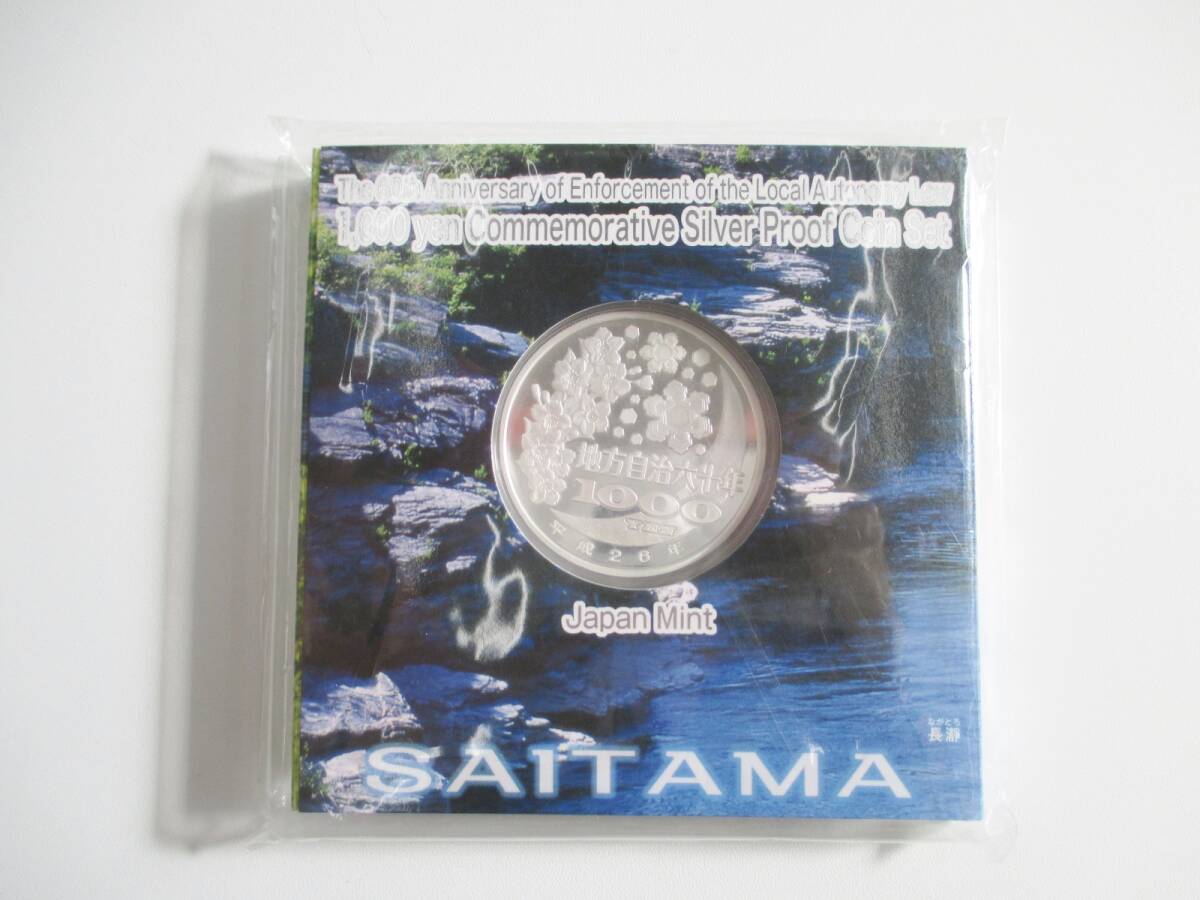 The 60th Anniversary of Enforcement of the Local Autonomy Law
1,000 yen Commemorative Silver Proof Coin Set
地方自治六十年
1000
平成26年
Japan Mint
ながとろ
長瀞
SAITAMA